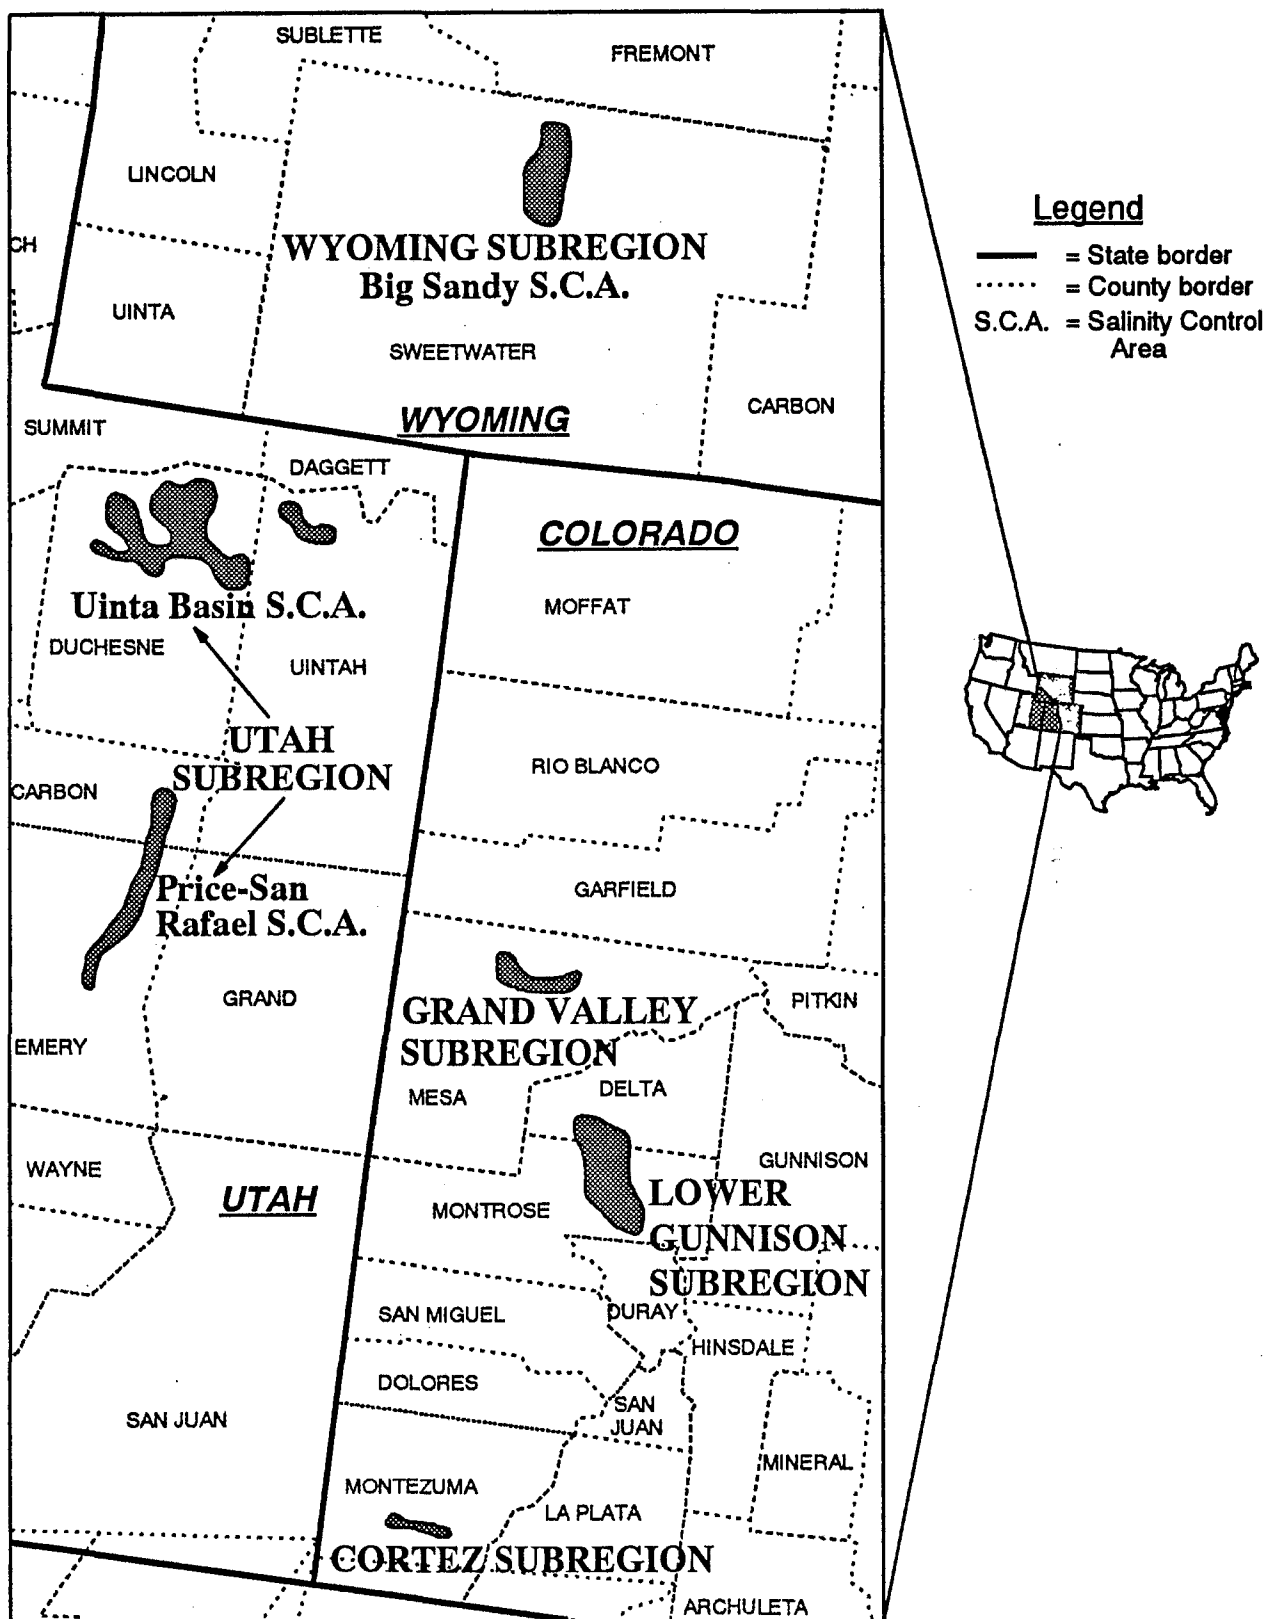 SUBLETTE
FREMONT
LINCOLN
CH
WYOMING SUBREGION
Big Sandy S.C.A.
UINTA
SWEETWATER
CARBON
WYOMING
SUMMIT
DAGGETT
COLORADO
Uinta Basin S.C.A.
MOFFAT
DUCHESNE
UINTAH
UTAH
SUBREGION
RIO BLANCO
CARBON
Price-San
Rafael S.C.A.
GARFIELD
GRAND
GRAND VALLEY
SUBREGION
PITKIN
EMERY
MESA
DELTA
WAYNE
GUNNISON
UTAH
MONTROSE
LOWER
GUNNISON
SUBREGION
SAN MIGUEL
OURAY
HINSDALE
DOLORES
SAN
JUAN
SAN JUAN
MINERAL
MONTEZUMA
LA PLATA
CORTEZ SUBREGION
ARCHULETA
Legend
= State border
= County border
S.C.A. = Salinity Control
Area